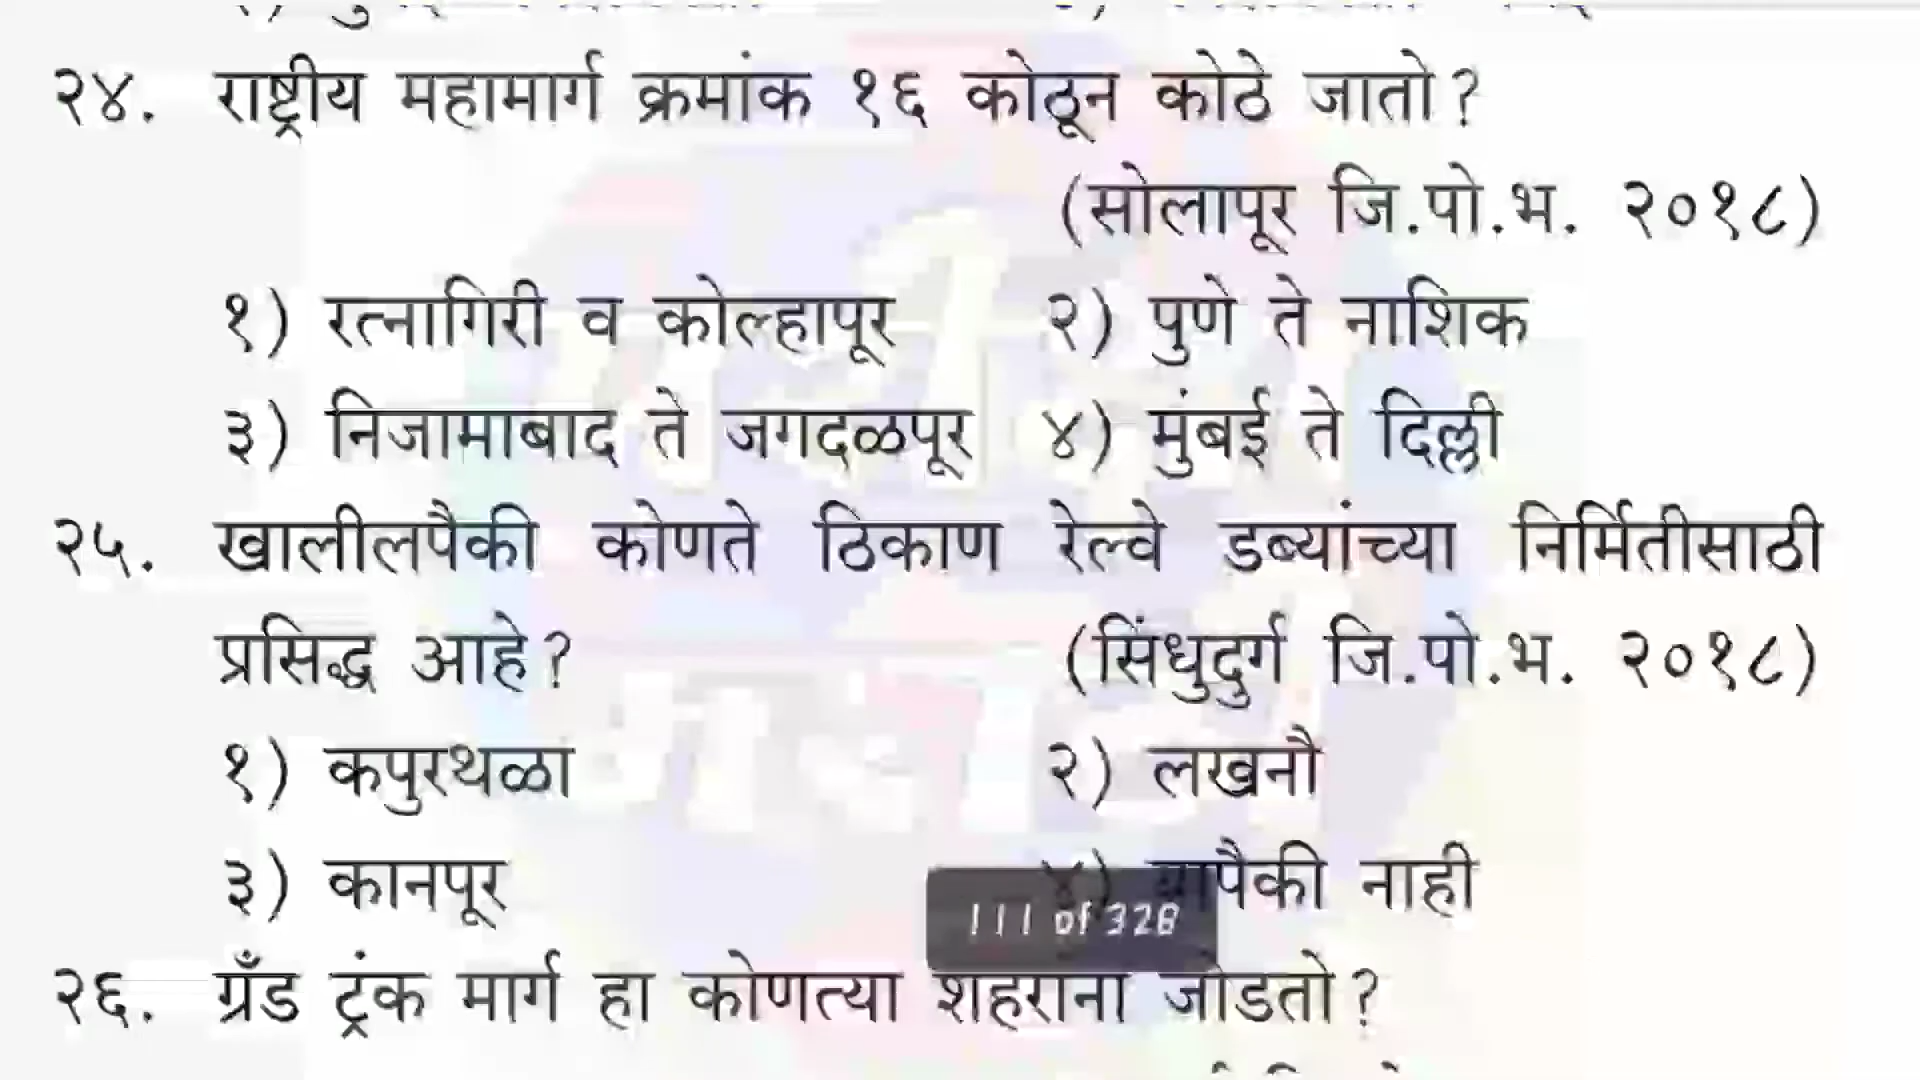 २४. राष्ट्रीय महामार्ग क्रमांक १६ कोठून कोठे जातो?
(सोलापूर जि.पो.भ. २०१८)
१) रत्नागिरी व कोल्हापूर २) पुणे ते नाशिक
३) निजामाबाद ते जगदळपूर ४) मुंबई ते दिल्ली
२५. खालीलपैकी कोणते ठिकाण रेल्वे डब्यांच्या निर्मितीसाठी
प्रसिद्ध आहे? (सिंधुदुर्ग जि.पो.भ. २०१८)
१) कपुरथळा २) लखनौ
३) कानपूर ४) यापैकी नाही
111 of 328
२६. ग्रँड ट्रंक मार्ग हा कोणत्या शहरांना जोडतो?